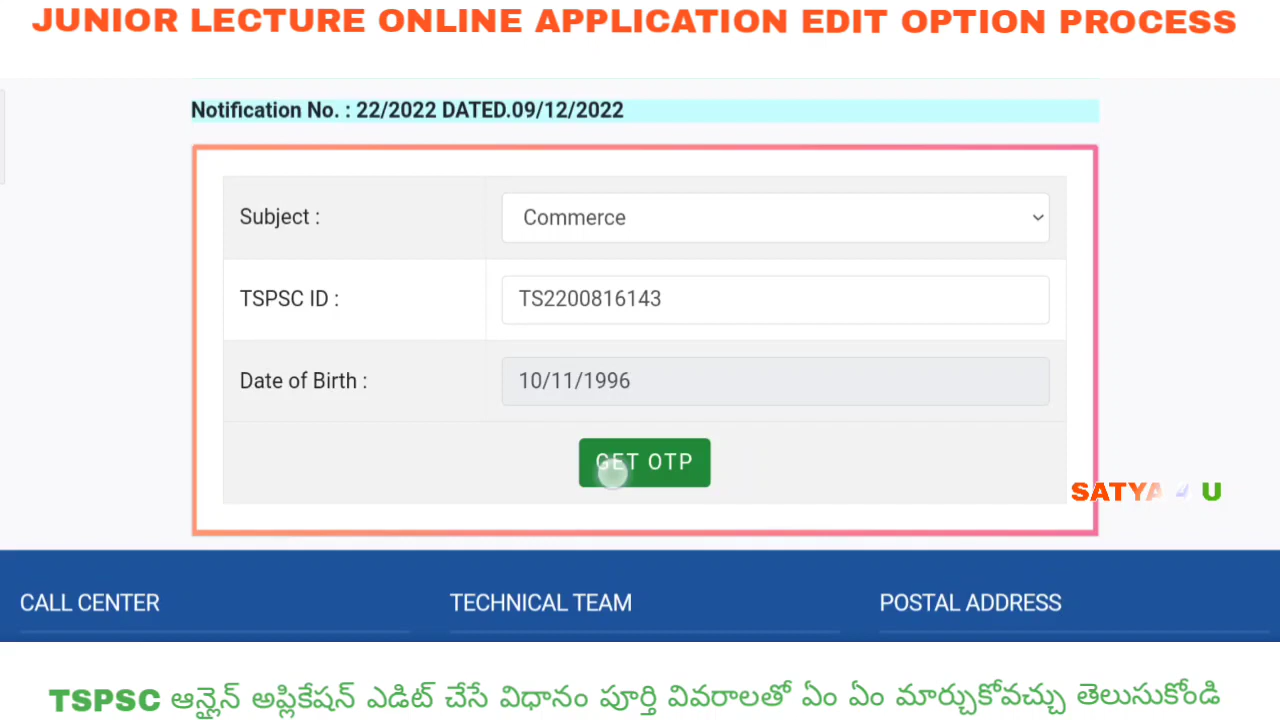 JUNIOR LECTURE ONLINE APPLICATION EDIT OPTION PROCESS
Notification No. : 22/2022 DATED.09/12/2022
Subject : Commerce
TSPSC ID : TS2200816143
Date of Birth : 10/11/1996
GET OTP
SATYA 4 U
CALL CENTER TECHNICAL TEAM POSTAL ADDRESS
TSPSC ఆన్లైన్ అప్లికేషన్ ఎడిట్ చేసే విధానం పూర్తి వివరాలతో ఏం ఏం మార్చుకోవచ్చు తెలుసుకోండి